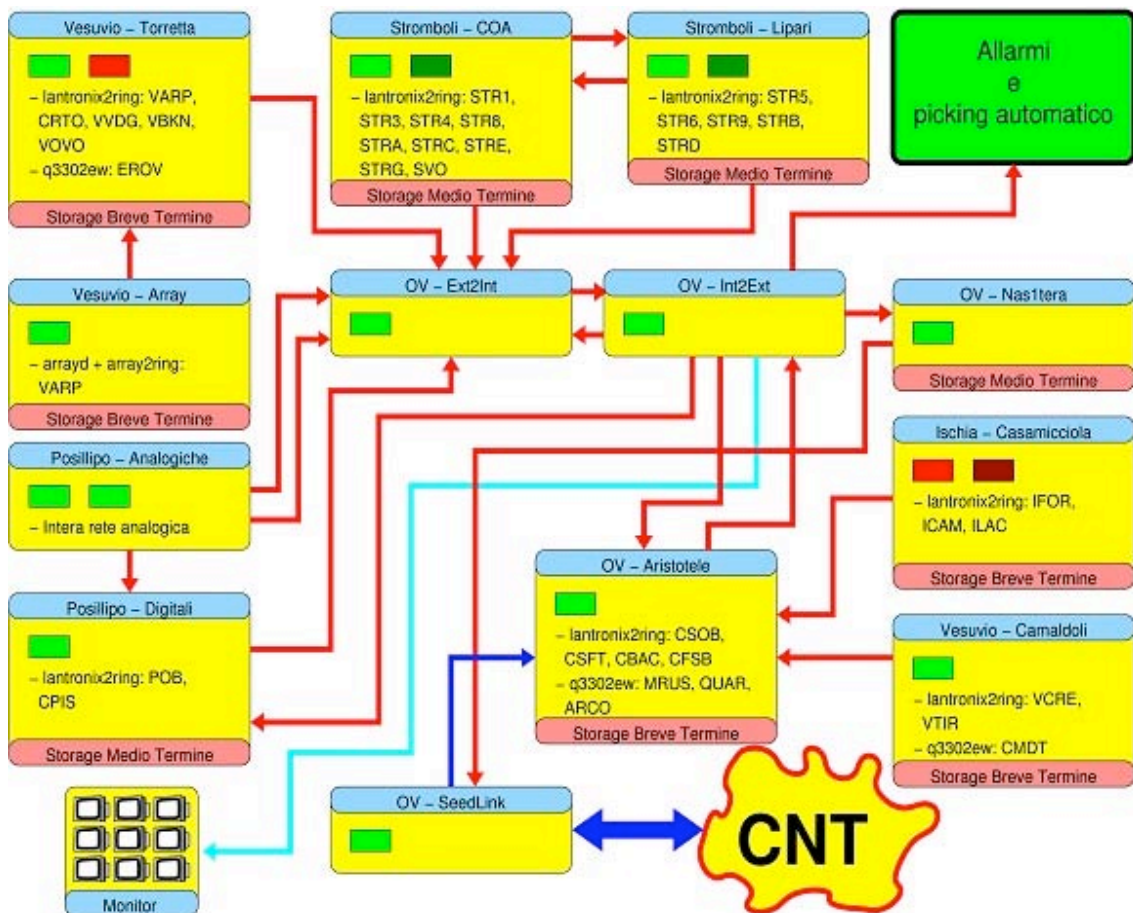 Vesuvio – Torretta
– lantronix2ring: VARP,
CRTO, VVDG, VBKN,
VOVO
– q3302ew: EROV
Storage Breve Termine
Stromboli – COA
– lantronix2ring: STR1,
STR3, STR4, STR8,
STRA, STRC, STRE,
STRG, SVO
Storage Medio Termine
Stromboli – Lipari
– lantronix2ring: STR5,
STR6, STR9, STRB,
STRD
Storage Medio Termine
Allarmi
e
picking automatico
Vesuvio – Array
– arrayd + array2ring:
VARP
Storage Breve Termine
OV – Ext2Int
OV – Int2Ext
OV – Nas1tera
Storage Medio Termine
Posillipo – Analogiche
– Intera rete analogica
Ischia – Casamicciola
– lantronix2ring: IFOR,
ICAM, ILAC
Storage Breve Termine
Posillipo – Digitali
– lantronix2ring: POB,
CPIS
Storage Medio Termine
OV – Aristotele
– lantronix2ring: CSOB,
CSFT, CBAC, CFSB
– q3302ew: MRUS, QUAR,
ARCO
Storage Breve Termine
Vesuvio – Camaldoli
– lantronix2ring: VCRE,
VTIR
– q3302ew: CMDT
Storage Breve Termine
Monitor
OV – SeedLink
CNT